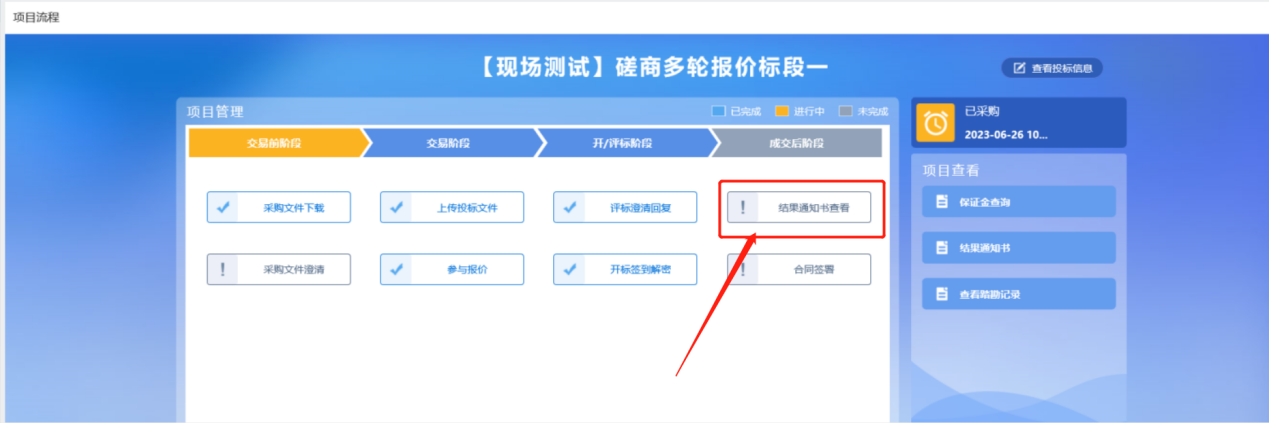 项目流程
【现场测试】磋商多轮报价标段一
查看投标信息
项目管理
已完成 进行中 未完成
交易前阶段 交易阶段 开/评标阶段 成交后阶段
采购文件下载 上传投标文件 评标澄清回复 结果通知书查看
采购文件澄清 参与报价 开标签到解密 合同签署
已采购
2023-06-26 10...
项目查看
保证金查询
结果通知书
查看踏勘记录